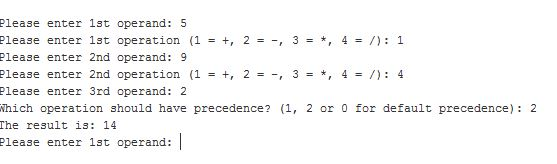 Please enter 1st operand: 5
Please enter 1st operation (1 = +, 2 = -, 3 = *, 4 = /): 1
Please enter 2nd operand: 9
Please enter 2nd operation (1 = +, 2 = -, 3 = *, 4 = /): 4
Please enter 3rd operand: 2
Which operation should have precedence? (1, 2 or 0 for default precedence): 2
The result is: 14
Please enter 1st operand: